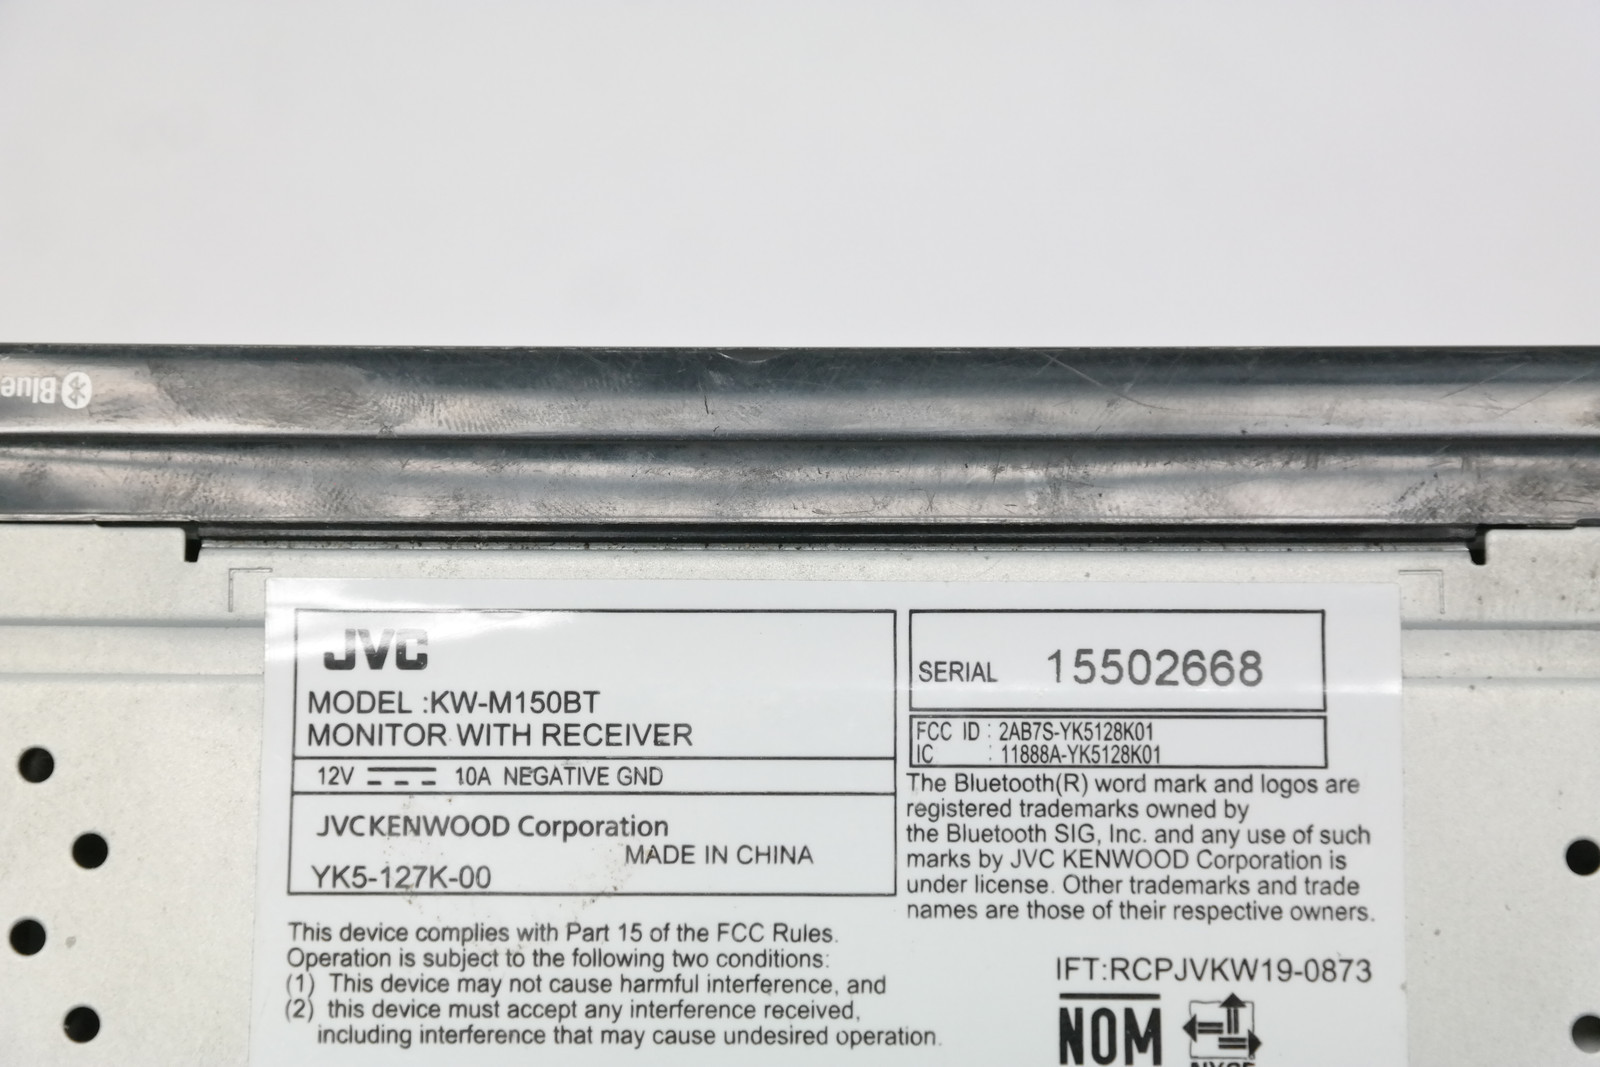 Blue
JVC
MODEL :KW-M150BT
MONITOR WITH RECEIVER
12V 10A NEGATIVE GND
JVCKENWOOD Corporation
MADE IN CHINA
YK5-127K-00
This device complies with Part 15 of the FCC Rules.
Operation is subject to the following two conditions:
(1) This device may not cause harmful interference, and
(2) this device must accept any interference received,
including interference that may cause undesired operation.
SERIAL 15502668
FCC ID : 2AB7S-YK5128K01
IC : 11888A-YK5128K01
The Bluetooth(R) word mark and logos are
registered trademarks owned by
the Bluetooth SIG, Inc. and any use of such
marks by JVC KENWOOD Corporation is
under license. Other trademarks and trade
names are those of their respective owners.
IFT:RCPJVKW19-0873
NOM